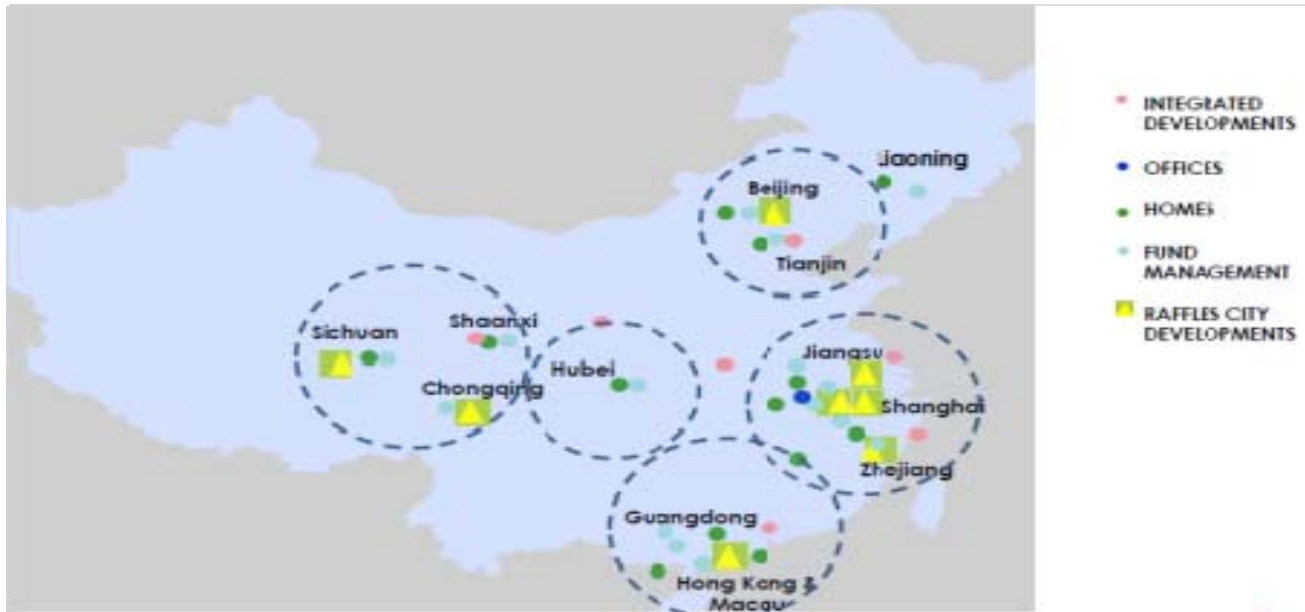 Liaoning
Beijing
Tianjin
Sichuan
Shaanxi
Chongqing
Hubei
Jiangsu
Shanghai
Zhejiang
Guangdong
Hong Kong &
Macau
INTEGRATED
DEVELOPMENTS
OFFICES
HOMES
FUND
MANAGEMENT
RAFFLES CITY
DEVELOPMENTS